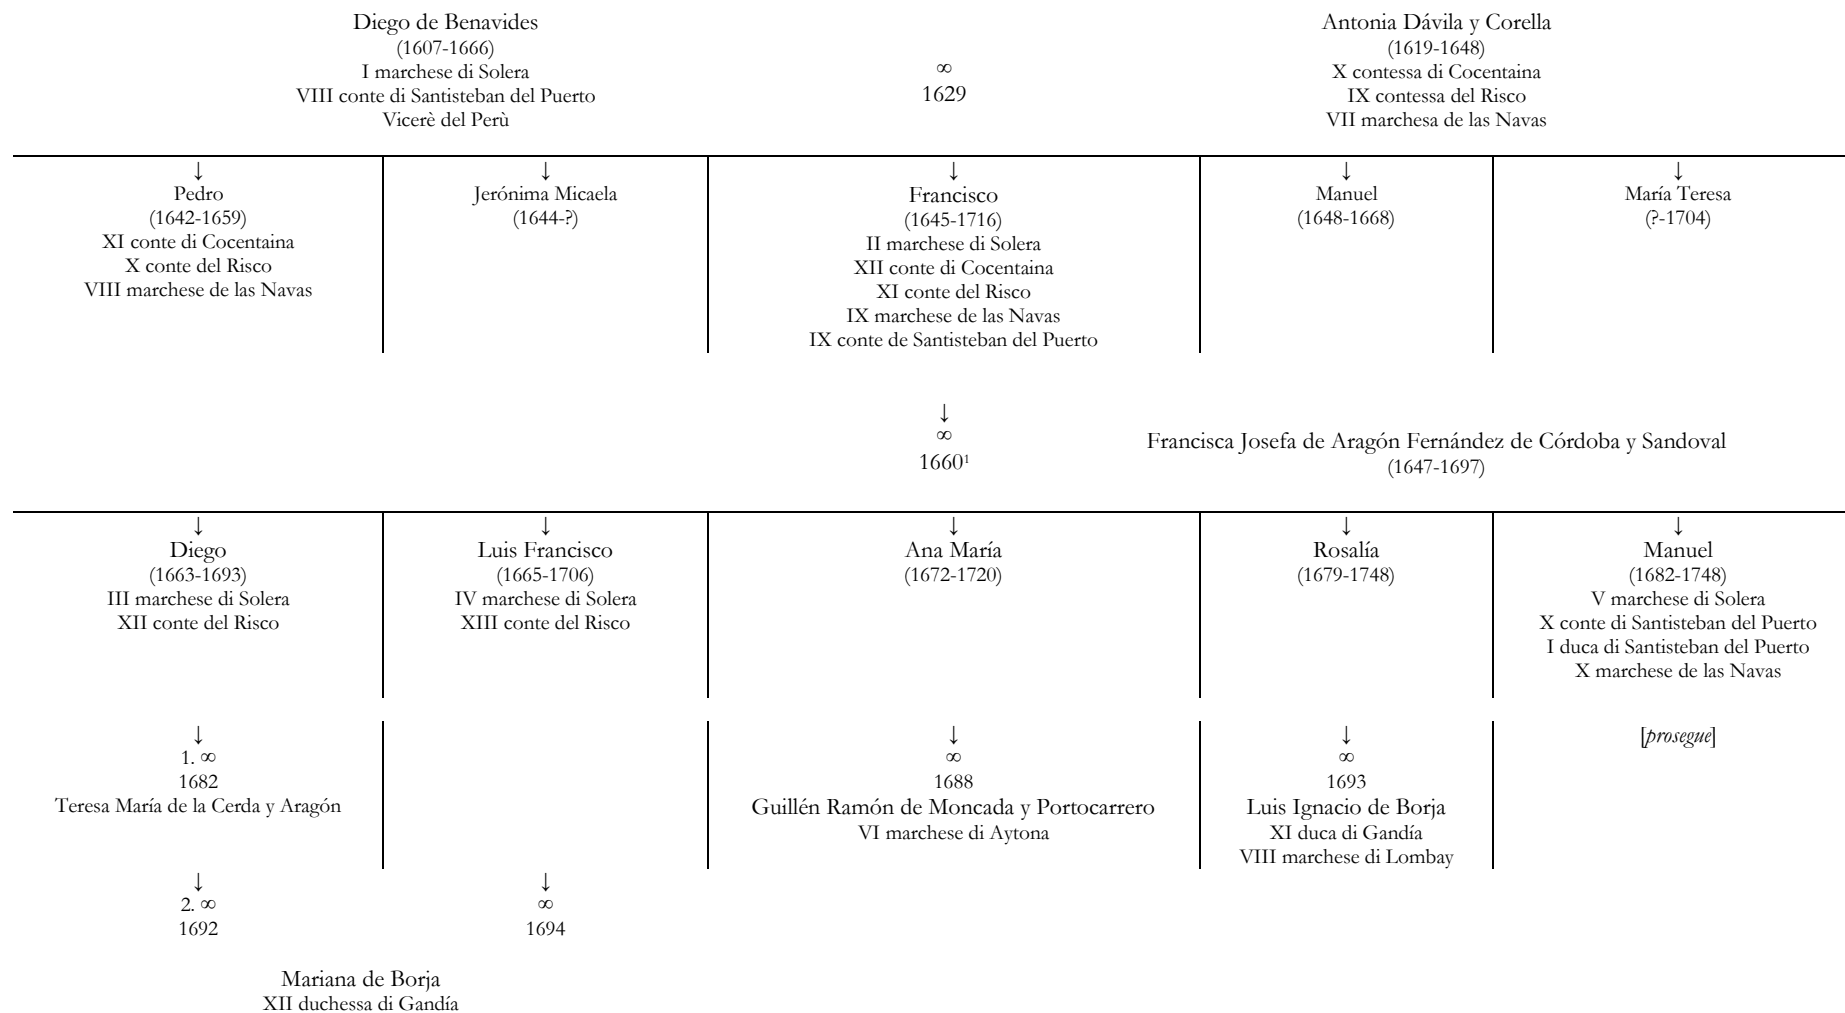 Diego de Benavides
(1607-1666)
I marchese di Solera
VIII conte di Santisteban del Puerto
Vicerè del Perù
∞
1629
Antonia Dávila y Corella
(1619-1648)
X contessa di Cocentaina
IX contessa del Risco
VII marchesa de las Navas
↓
Pedro
(1642-1659)
XI conte di Cocentaina
X conte del Risco
VIII marchese de las Navas
↓
Jerónima Micaela
(1644-?)
↓
Francisco
(1645-1716)
II marchese di Solera
XII conte di Cocentaina
XI conte del Risco
IX marchese de las Navas
IX conte de Santisteban del Puerto
↓
Manuel
(1648-1668)
↓
María Teresa
(?-1704)
↓
∞
1660¹
Francisca Josefa de Aragón Fernández de Córdoba y Sandoval
(1647-1697)
↓
Diego
(1663-1693)
III marchese di Solera
XII conte del Risco
↓
Luis Francisco
(1665-1706)
IV marchese di Solera
XIII conte del Risco
↓
Ana María
(1672-1720)
↓
Rosalía
(1679-1748)
↓
Manuel
(1682-1748)
V marchese di Solera
X conte di Santisteban del Puerto
I duca di Santisteban del Puerto
X marchese de las Navas
↓
1. ∞
1682
Teresa María de la Cerda y Aragón
↓
∞
1688
Guillén Ramón de Moncada y Portocarrero
VI marchese di Aytona
↓
∞
1693
Luis Ignacio de Borja
XI duca di Gandía
VIII marchese di Lombay
[prosegue]
↓
2. ∞
1692
↓
∞
1694
Mariana de Borja
XII duchessa di Gandía